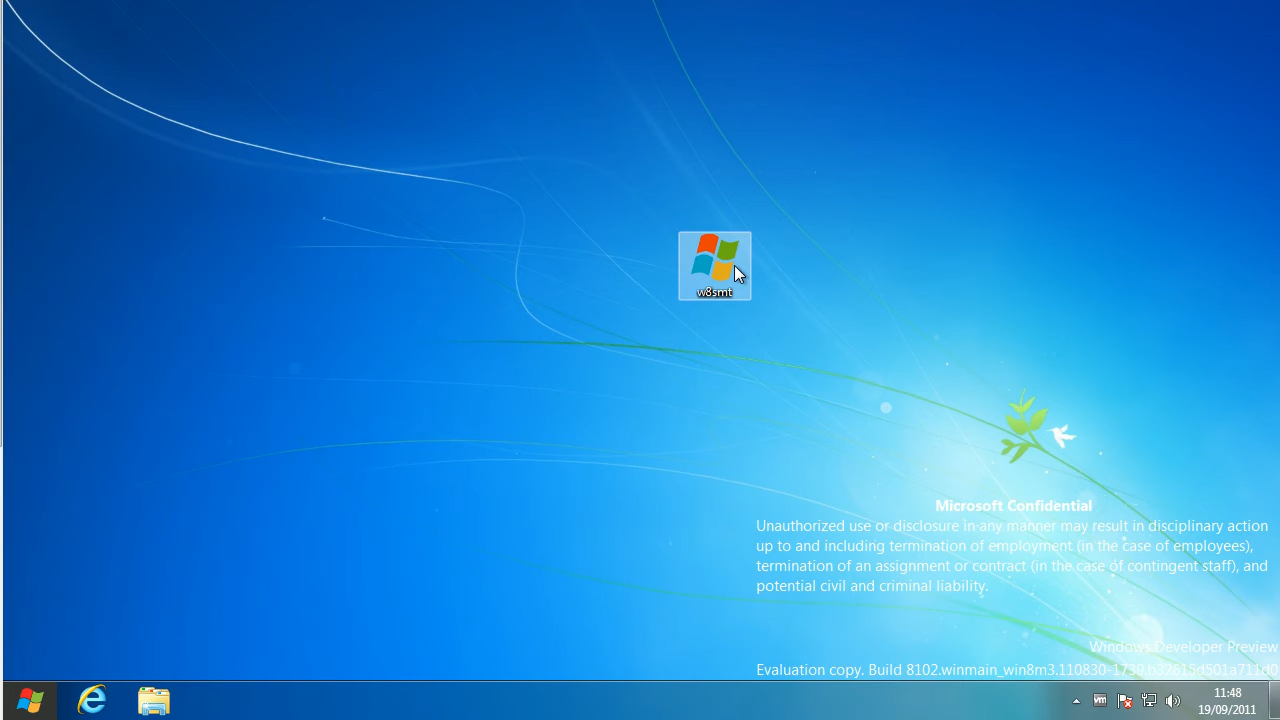 w8smt
Microsoft Confidential
Unauthorized use or disclosure in any manner may result in disciplinary action
up to and including termination of employment (in the case of employees),
termination of an assignment or contract (in the case of contingent staff), and
potential civil and criminal liability.
Windows Developer Preview
Evaluation copy. Build 8102.winmain_win8m3.110830-1739.b32615d501a711d0
vm
11:48
19/09/2011